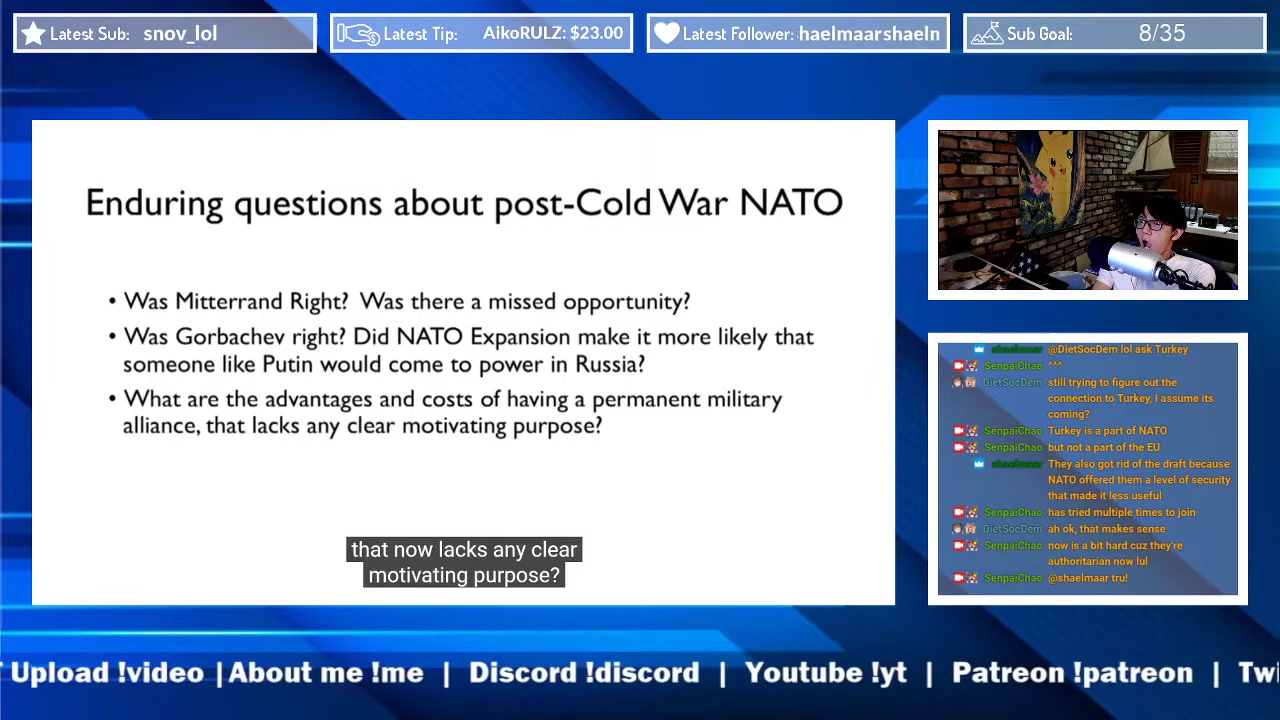 Latest Sub: snov_lol
Latest Tip: AikoRULZ: $23.00
Latest Follower: haelmaarshaeln
Sub Goal: 8/35
Enduring questions about post-Cold War NATO
• Was Mitterrand Right? Was there a missed opportunity?
• Was Gorbachev right? Did NATO Expansion make it more likely that
someone like Putin would come to power in Russia?
• What are the advantages and costs of having a permanent military
alliance, that lacks any clear motivating purpose?
that now lacks any clear
motivating purpose?
shaelmaar @DietSocDem lol ask Turkey
SenpaiChao ^^^
DietSocDem still trying to figure out the
connection to Turkey, I assume its
coming?
SenpaiChao Turkey is a part of NATO
SenpaiChao but not a part of the EU
shaelmaar They also got rid of the draft because
NATO offered them a level of security
that made it less useful
SenpaiChao has tried multiple times to join
DietSocDem ah ok, that makes sense
SenpaiChao now is a bit hard cuz they're
authoritarian now lul
SenpaiChao @shaelmaar tru!
Upload !video | About me !me | Discord !discord | Youtube !yt | Patreon !patreon | Twi